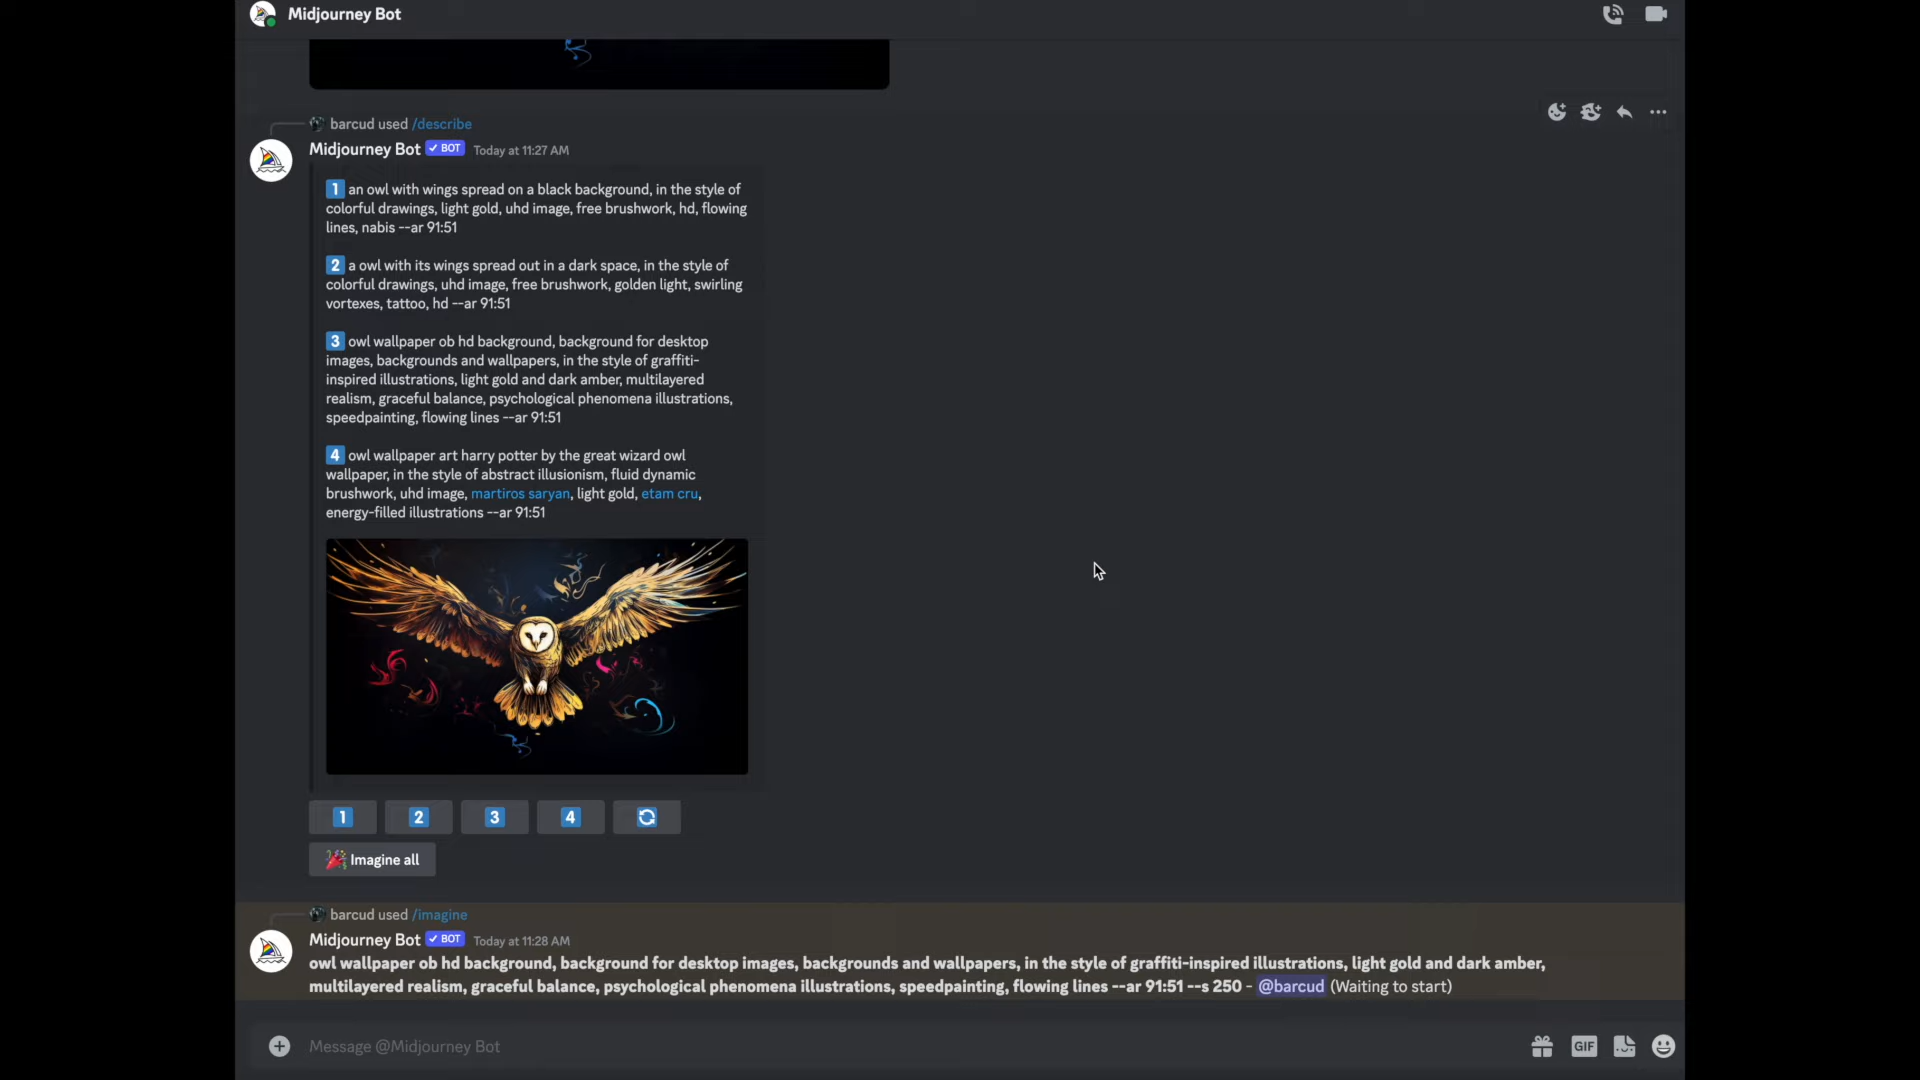 Midjourney Bot
barcud used /describe
Midjourney Bot ✓ BOT Today at 11:27 AM
1 an owl with wings spread on a black background, in the style of
colorful drawings, light gold, uhd image, free brushwork, hd, flowing
lines, nabis --ar 91:51
2 a owl with its wings spread out in a dark space, in the style of
colorful drawings, uhd image, free brushwork, golden light, swirling
vortexes, tattoo, hd --ar 91:51
3 owl wallpaper ob hd background, background for desktop
images, backgrounds and wallpapers, in the style of graffiti-
inspired illustrations, light gold and dark amber, multilayered
realism, graceful balance, psychological phenomena illustrations,
speedpainting, flowing lines --ar 91:51
4 owl wallpaper art harry potter by the great wizard owl
wallpaper, in the style of abstract illusionism, fluid dynamic
brushwork, uhd image, martiros saryan, light gold, etam cru,
energy-filled illustrations --ar 91:51
1 2 3 4
Imagine all
barcud used /imagine
Midjourney Bot ✓ BOT Today at 11:28 AM
owl wallpaper ob hd background, background for desktop images, backgrounds and wallpapers, in the style of graffiti-inspired illustrations, light gold and dark amber,
multilayered realism, graceful balance, psychological phenomena illustrations, speedpainting, flowing lines --ar 91:51 --s 250 - @barcud (Waiting to start)
Message @Midjourney Bot
GIF